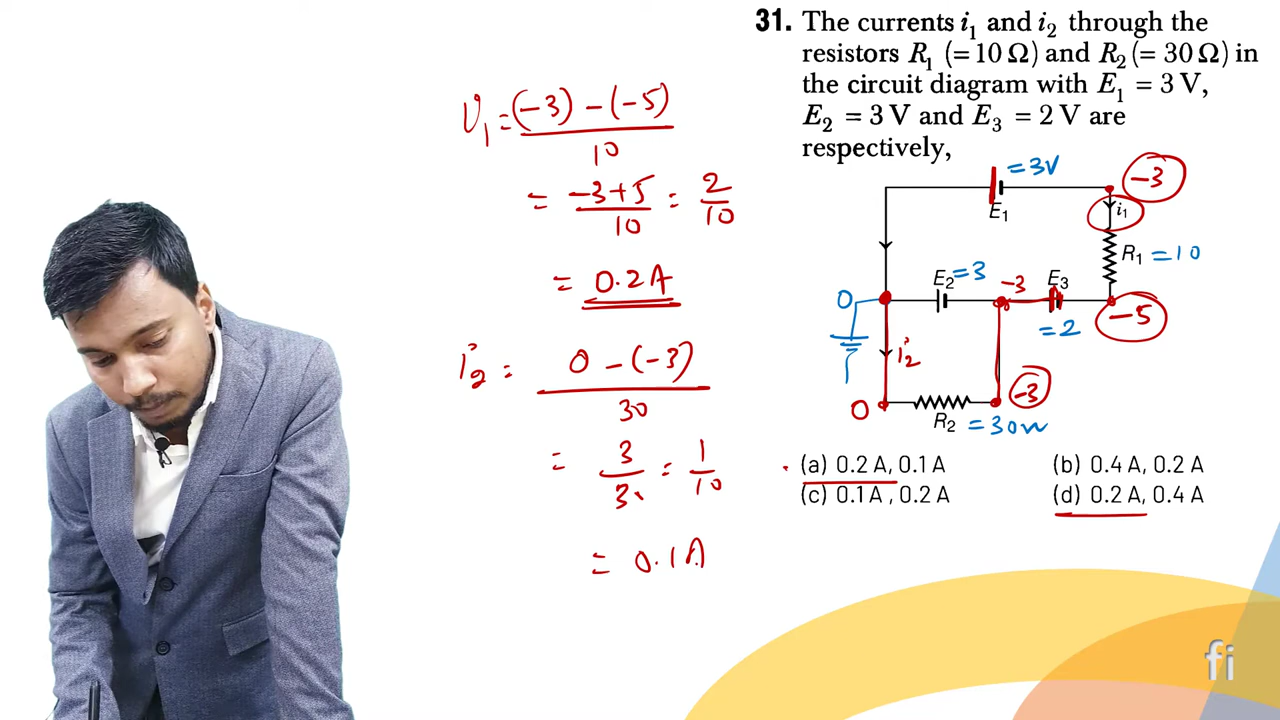 31. The currents i₁ and i₂ through the
resistors R₁ (= 10 Ω) and R₂ (= 30 Ω) in
the circuit diagram with E₁ = 3 V,
E₂ = 3 V and E₃ = 2 V are
respectively,
= 3V
E₁
-3
i₁
R₁ = 10
E₂ = 3
-3
E₃
= 2
0
-5
i₂
0
-3
R₂ = 30
(a) 0.2 A, 0.1 A
(b) 0.4 A, 0.2 A
(c) 0.1 A , 0.2 A
(d) 0.2 A, 0.4 A
i₁ = (-3) - (-5)
10
= -3+5 = 2
10 10
= 0.2A
i₂ = 0 - (-3)
30
= 3 = 1
30 10
= 0.1A
fi